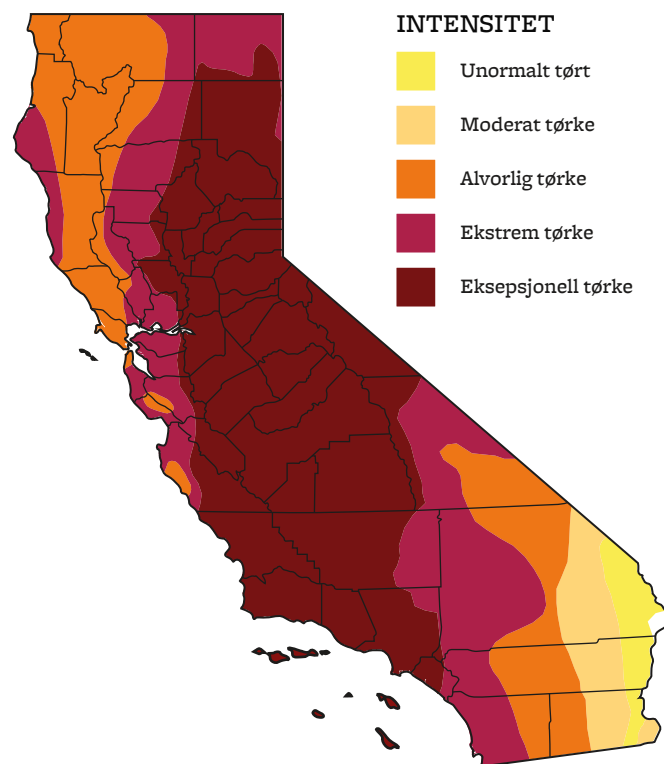 INTENSITET
Unormalt tørt
Moderat tørke
Alvorlig tørke
Ekstrem tørke
Eksepsjonell tørke